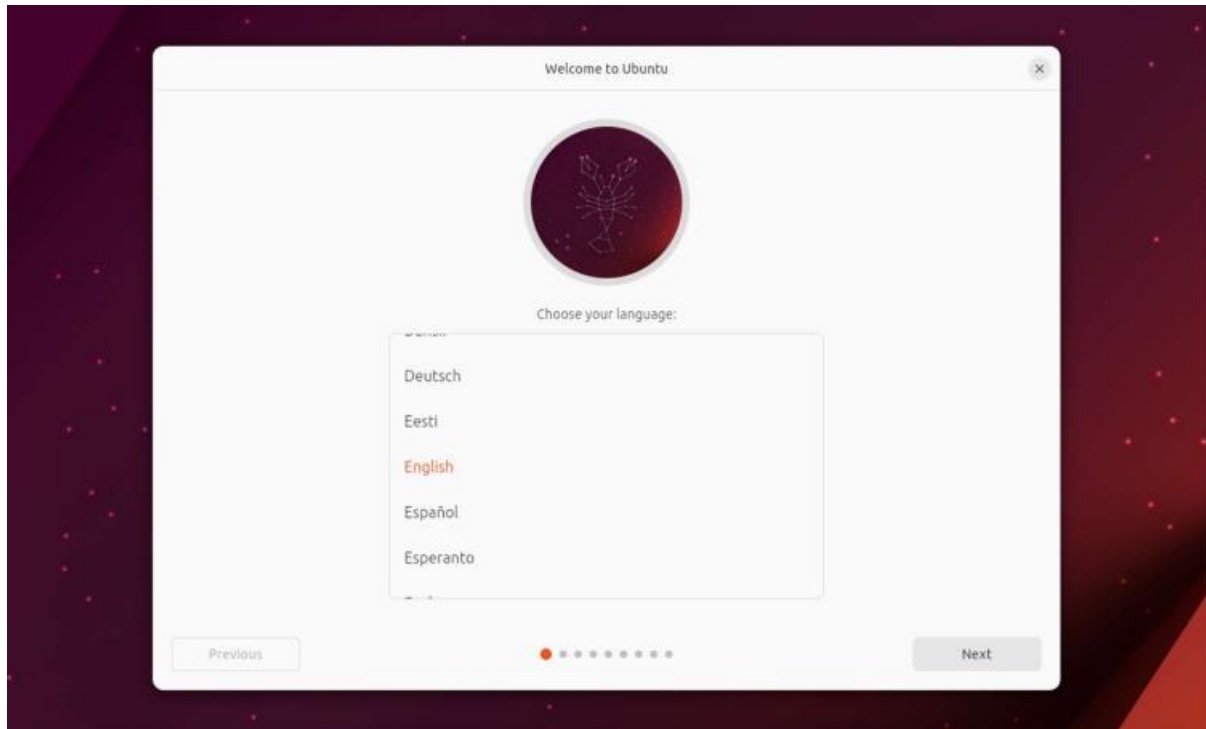 Welcome to Ubuntu
Choose your language:
Deutsch
Eesti
English
Español
Esperanto
Previous
Next